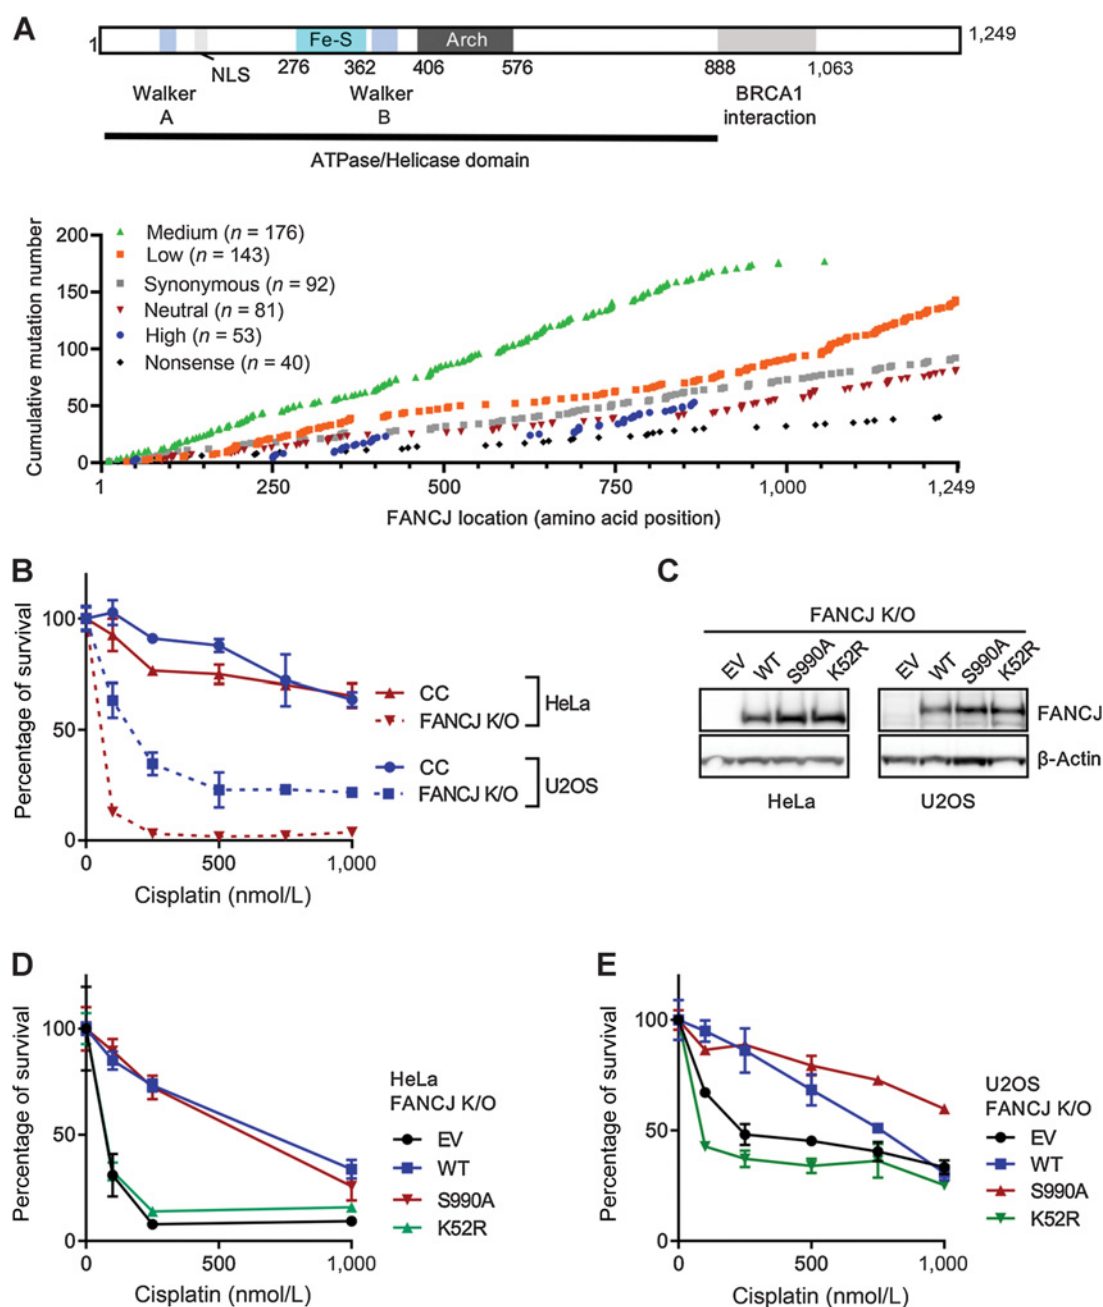 A
1
Fe-S
Arch
1,249
NLS
276
362
406
576
888
1,063
Walker
A
Walker
B
BRCA1
interaction
ATPase/Helicase domain
Cumulative mutation number
200
150
100
50
0
Medium (n = 176)
Low (n = 143)
Synonymous (n = 92)
Neutral (n = 81)
High (n = 53)
Nonsense (n = 40)
1
250
500
750
1,000
1,249
FANCJ location (amino acid position)
B
Percentage of survival
100
50
0
0
500
1,000
Cisplatin (nmol/L)
CC
FANCJ K/O
HeLa
CC
FANCJ K/O
U2OS
C
FANCJ K/O
EV
WT
S990A
K52R
EV
WT
S990A
K52R
FANCJ
β-Actin
HeLa
U2OS
D
Percentage of survival
100
50
0
0
500
1,000
Cisplatin (nmol/L)
HeLa
FANCJ K/O
EV
WT
S990A
K52R
E
Percentage of survival
100
50
0
0
500
1,000
Cisplatin (nmol/L)
U2OS
FANCJ K/O
EV
WT
S990A
K52R